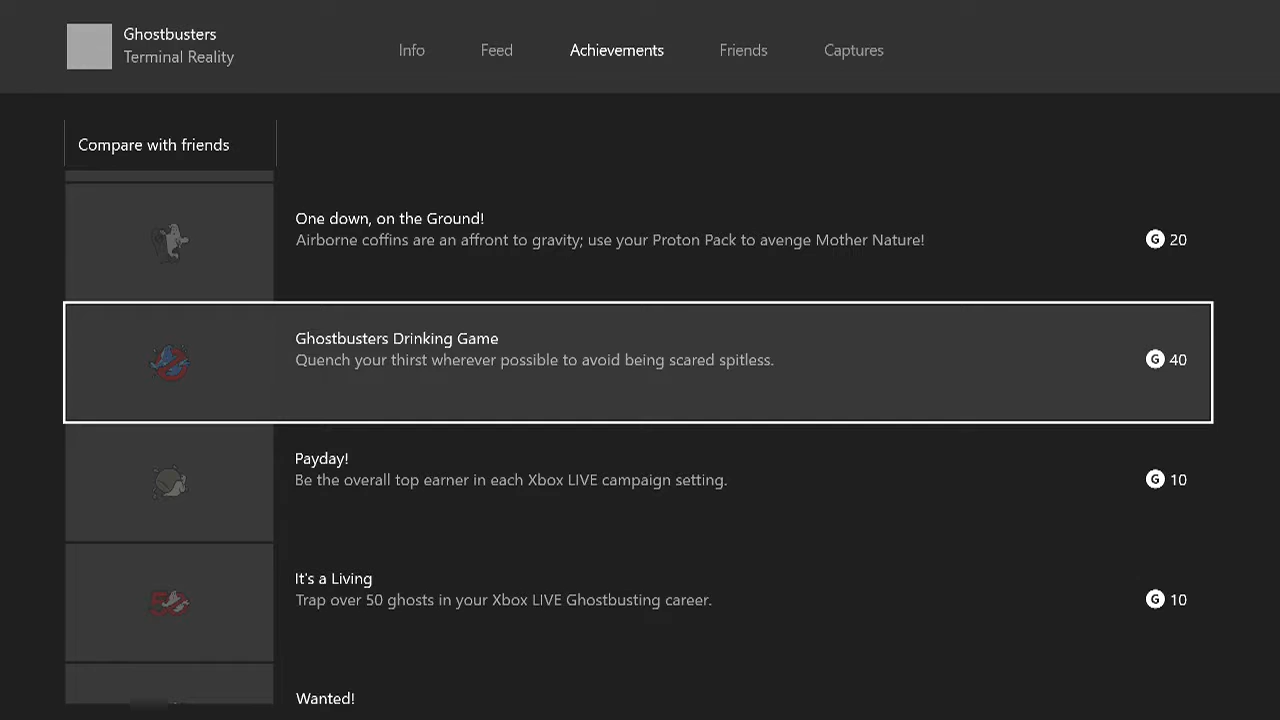 Ghostbusters
Terminal Reality
Info Feed Achievements Friends Captures
Compare with friends
One down, on the Ground!
Airborne coffins are an affront to gravity; use your Proton Pack to avenge Mother Nature!
G 20
Ghostbusters Drinking Game
Quench your thirst wherever possible to avoid being scared spitless.
G 40
Payday!
Be the overall top earner in each Xbox LIVE campaign setting.
G 10
50
It's a Living
Trap over 50 ghosts in your Xbox LIVE Ghostbusting career.
G 10
Wanted!